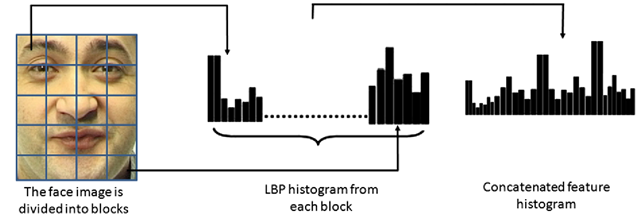 The face image is
divided into blocks
LBP histogram from
each block
Concatenated feature
histogram